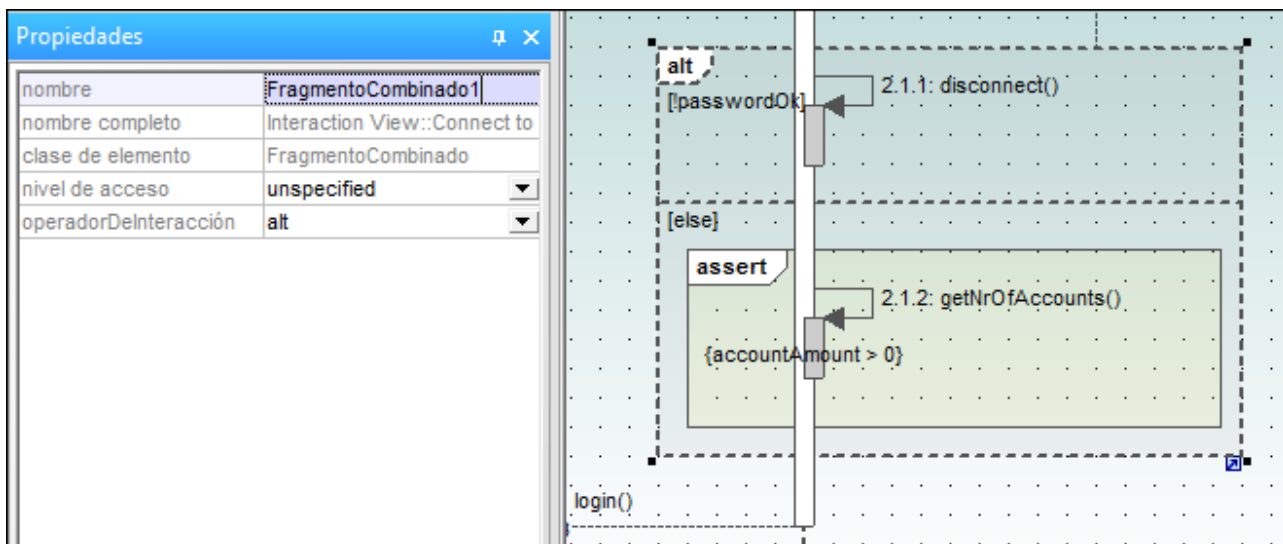 Propiedades
nombre FragmentoCombinado1
nombre completo Interaction View::Connect to
clase de elemento FragmentoCombinado
nivel de acceso unspecified
operadorDeInteracción alt
alt
2.1.1: disconnect()
[!passwordOk]
[else}
assert
2.1.2: getNrOfAccounts()
{accountAmount > 0}
login()